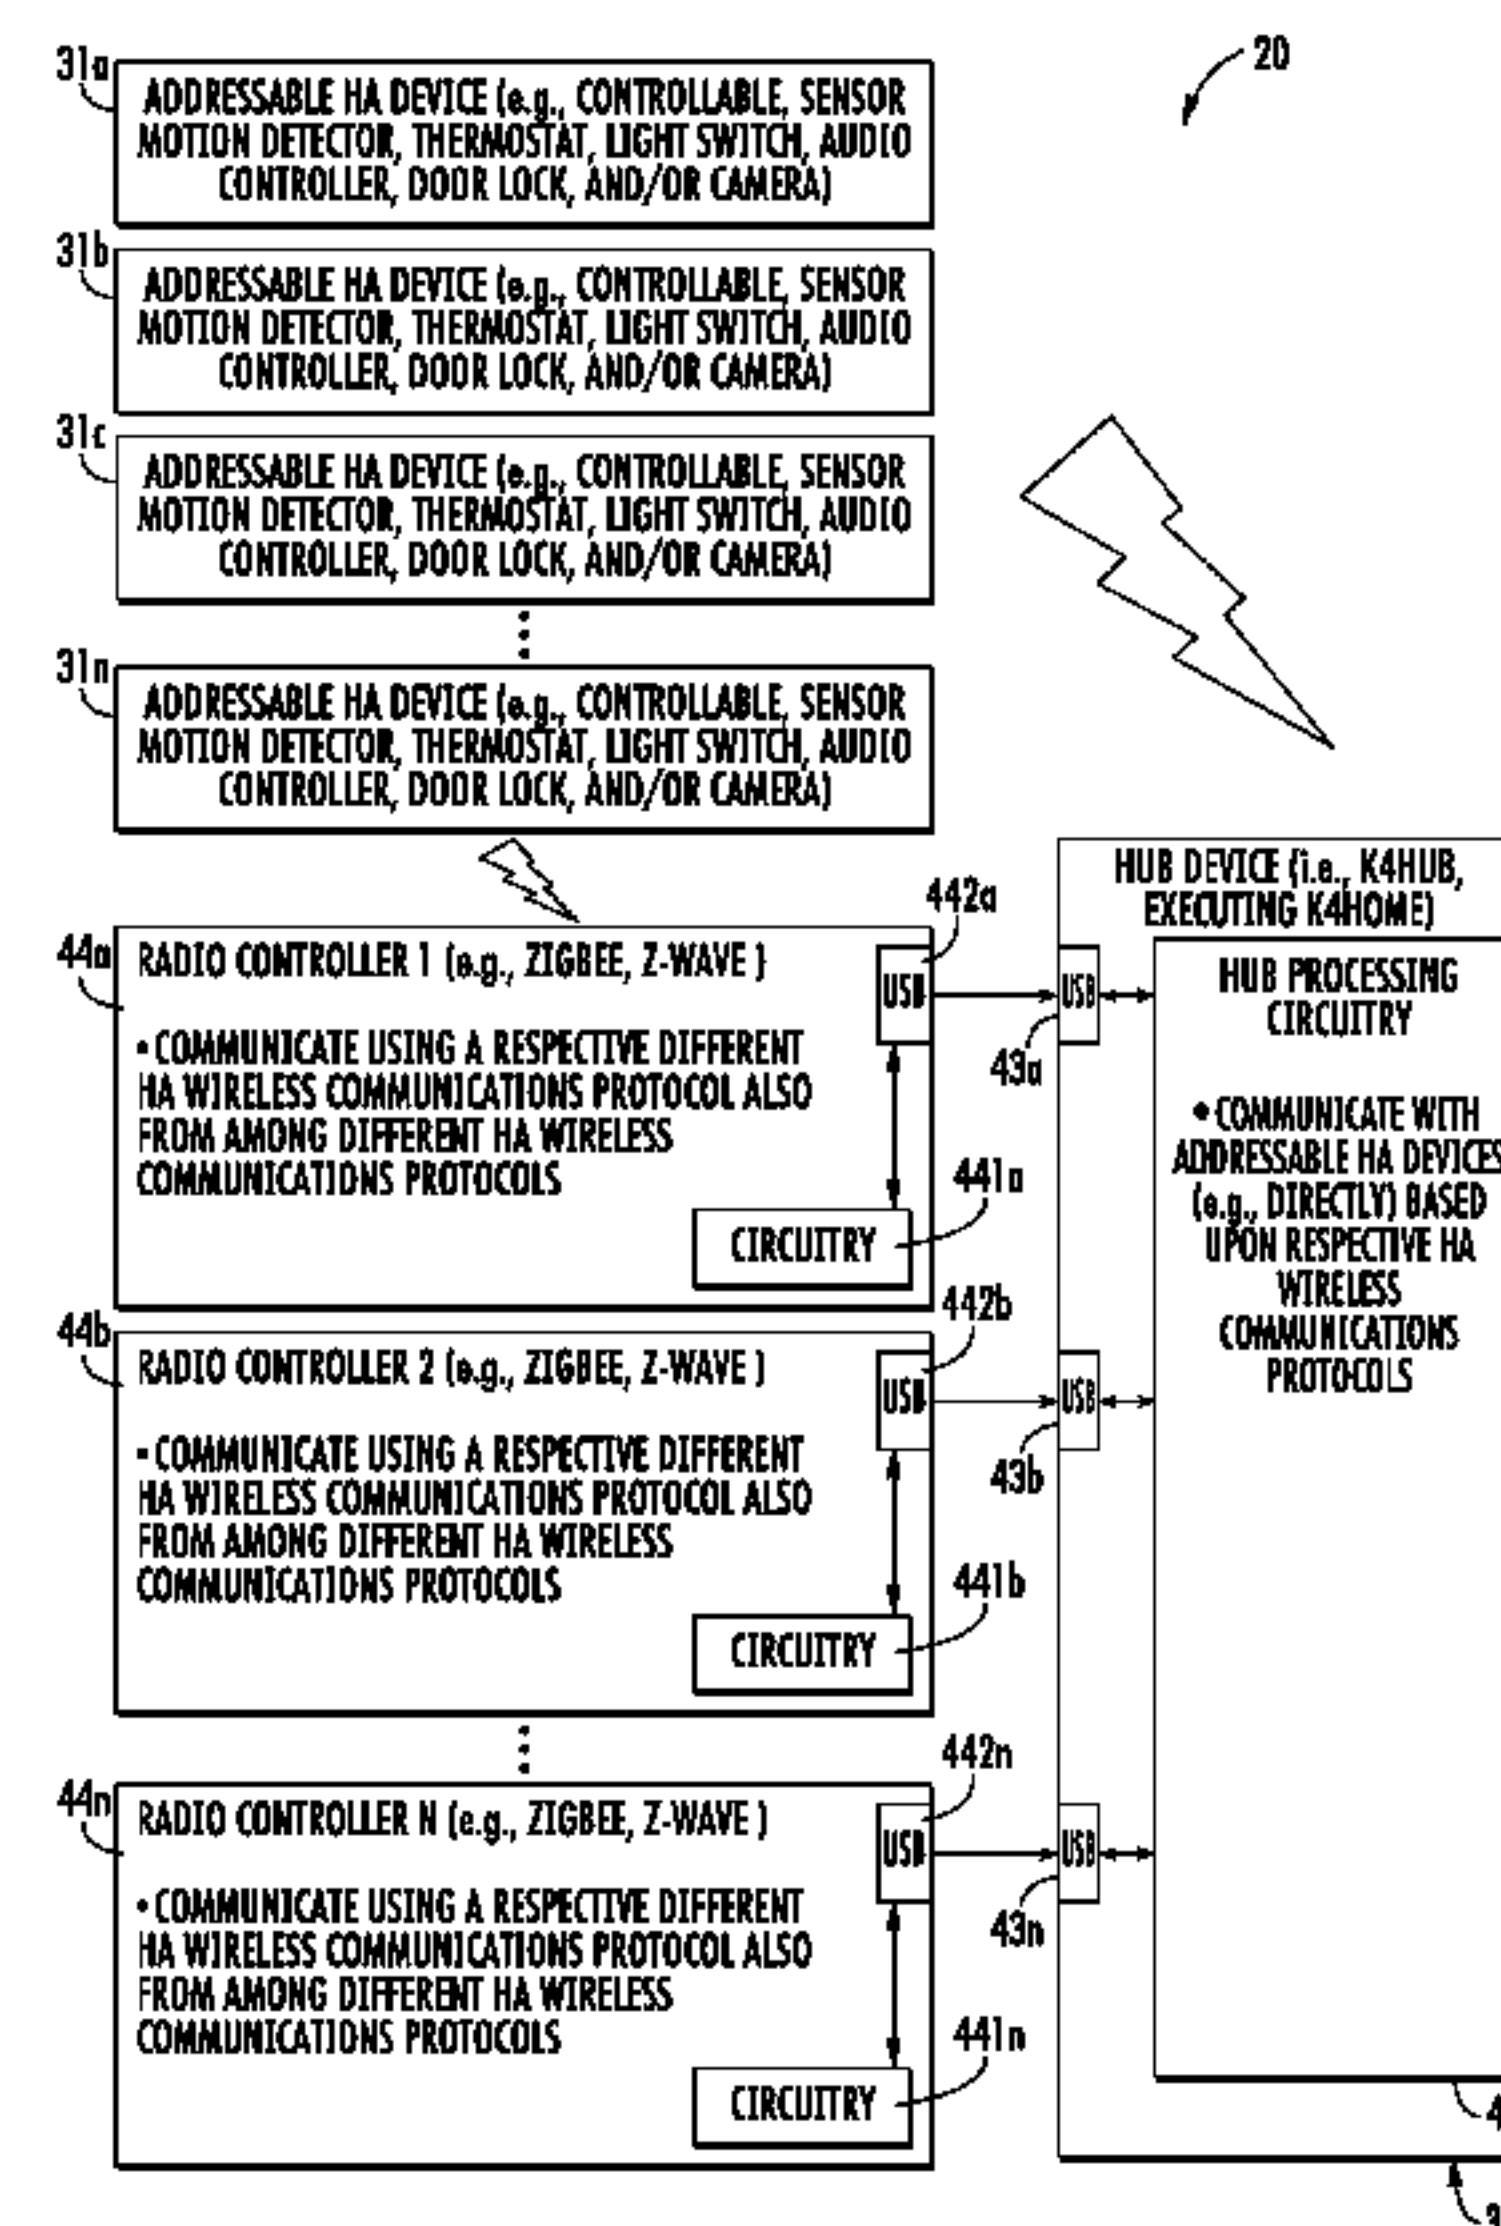 20
31a
ADDRESSABLE HA DEVICE (e.g., CONTROLLABLE, SENSOR
MOTION DETECTOR, THERMOSTAT, LIGHT SWITCH, AUDIO
CONTROLLER, DOOR LOCK, AND/OR CAMERA)
31b
ADDRESSABLE HA DEVICE (e.g., CONTROLLABLE, SENSOR
MOTION DETECTOR, THERMOSTAT, LIGHT SWITCH, AUDIO
CONTROLLER, DOOR LOCK, AND/OR CAMERA)
31c
ADDRESSABLE HA DEVICE (e.g., CONTROLLABLE, SENSOR
MOTION DETECTOR, THERMOSTAT, LIGHT SWITCH, AUDIO
CONTROLLER, DOOR LOCK, AND/OR CAMERA)
31n
ADDRESSABLE HA DEVICE (e.g., CONTROLLABLE, SENSOR
MOTION DETECTOR, THERMOSTAT, LIGHT SWITCH, AUDIO
CONTROLLER, DOOR LOCK, AND/OR CAMERA)
44a
RADIO CONTROLLER 1 (e.g., ZIGBEE, Z-WAVE )
• COMMUNICATE USING A RESPECTIVE DIFFERENT
HA WIRELESS COMMUNICATIONS PROTOCOL ALSO
FROM AMONG DIFFERENT HA WIRELESS
COMMUNICATIONS PROTOCOLS
USB
442a
CIRCUITRY
441a
44b
RADIO CONTROLLER 2 (e.g., ZIGBEE, Z-WAVE )
• COMMUNICATE USING A RESPECTIVE DIFFERENT
HA WIRELESS COMMUNICATIONS PROTOCOL ALSO
FROM AMONG DIFFERENT HA WIRELESS
COMMUNICATIONS PROTOCOLS
USB
442b
CIRCUITRY
441b
44n
RADIO CONTROLLER N (e.g., ZIGBEE, Z-WAVE )
• COMMUNICATE USING A RESPECTIVE DIFFERENT
HA WIRELESS COMMUNICATIONS PROTOCOL ALSO
FROM AMONG DIFFERENT HA WIRELESS
COMMUNICATIONS PROTOCOLS
USB
442n
CIRCUITRY
441n
HUB DEVICE (i.e., K4HUB,
EXECUTING K4HOME)
USB
43a
USB
43b
USB
43n
HUB PROCESSING
CIRCUITRY
• COMMUNICATE WITH
ADDRESSABLE HA DEVICES
(e.g., DIRECTLY) BASED
UPON RESPECTIVE HA
WIRELESS
COMMUNICATIONS
PROTOCOLS